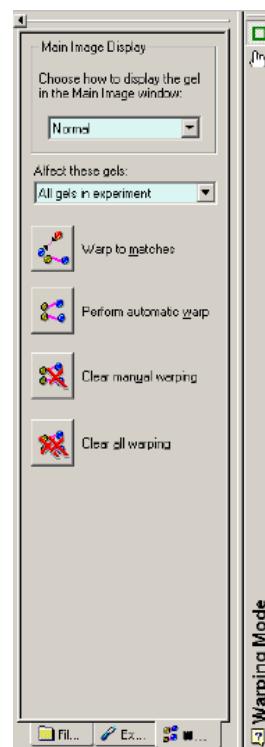 Main Image Display
Choose how to display the gel
in the Main Image window:
Normal
Affect these gels:
All gels in experiment
Warp to matches
Perform automatic warp
Clear manual warping
Clear all warping
Fil...
Ex...
W...
? Warping Mode